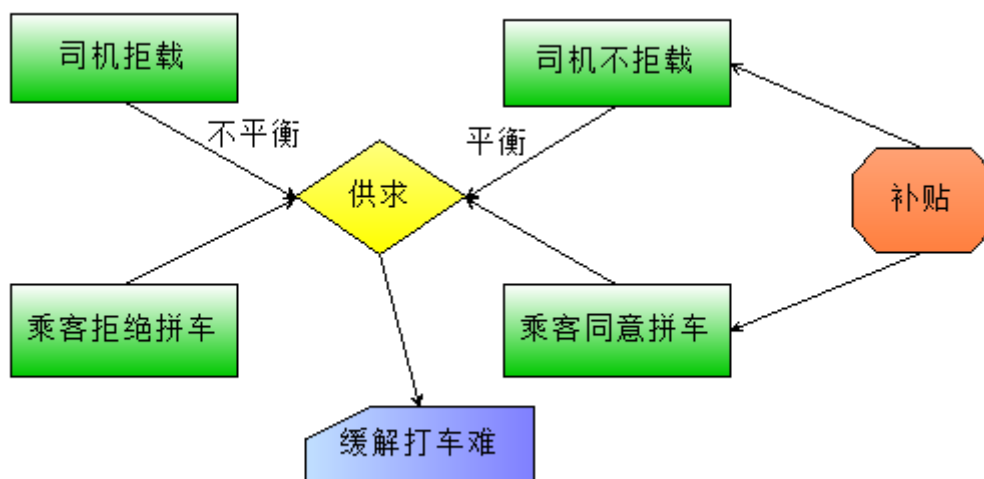 司机拒载
司机不拒载
不平衡
平衡
供求
补贴
乘客拒绝拼车
乘客同意拼车
缓解打车难